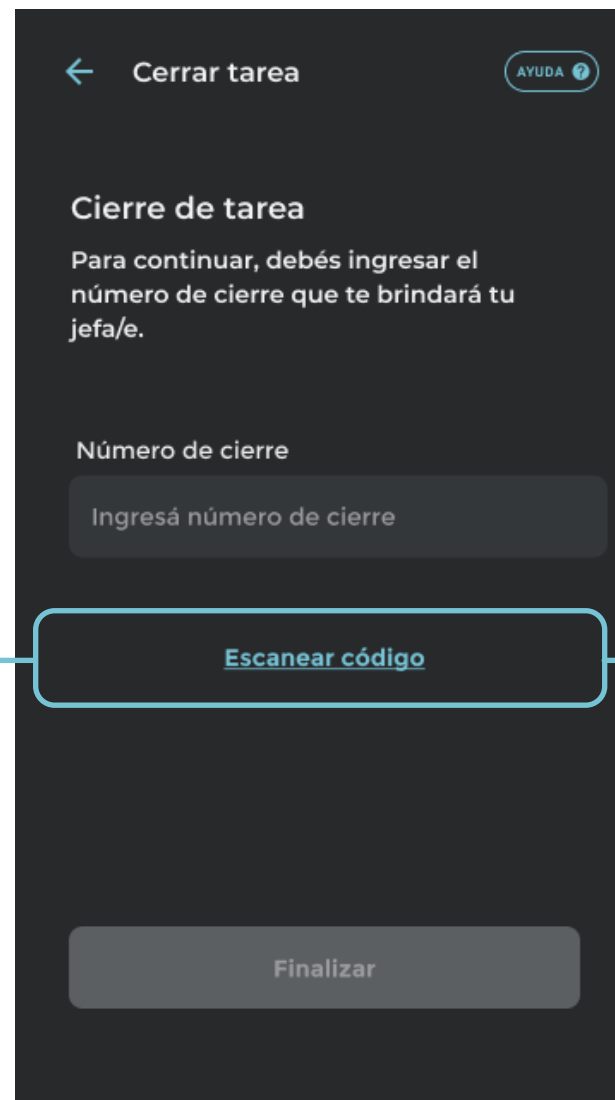 Cerrar tarea
AYUDA ?
Cierre de tarea
Para continuar, debés ingresar el
número de cierre que te brindará tu
jefa/e.
Número de cierre
Ingresá número de cierre
Escanear código
Finalizar